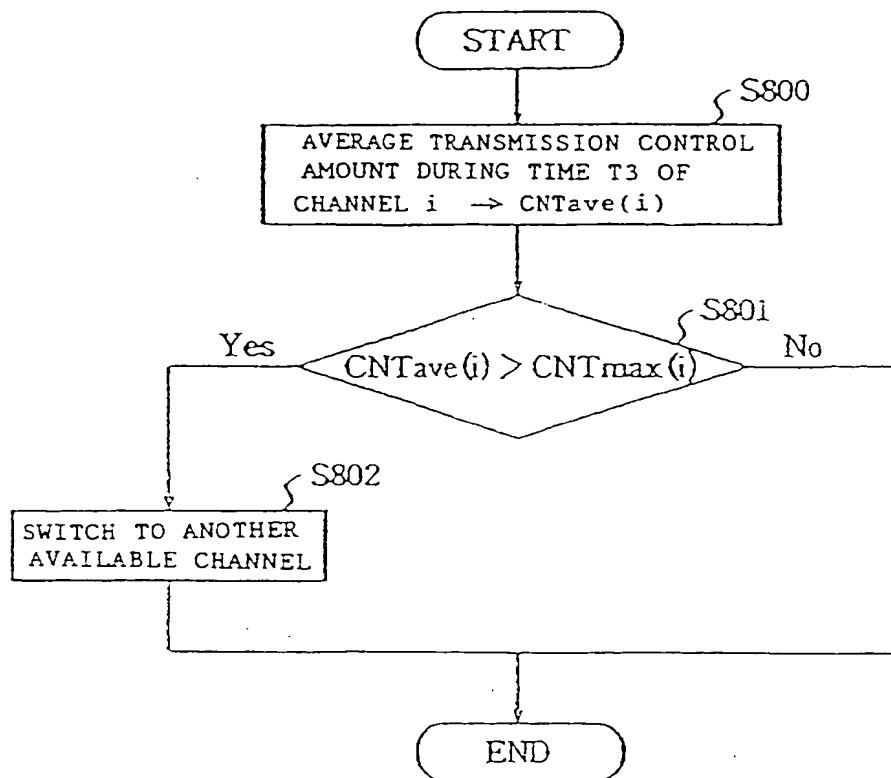 START
S800
AVERAGE TRANSMISSION CONTROL
AMOUNT DURING TIME T3 OF
CHANNEL i → CNTave(i)
S801
Yes
CNTave(i) > CNTmax(i)
No
S802
SWITCH TO ANOTHER
AVAILABLE CHANNEL
END